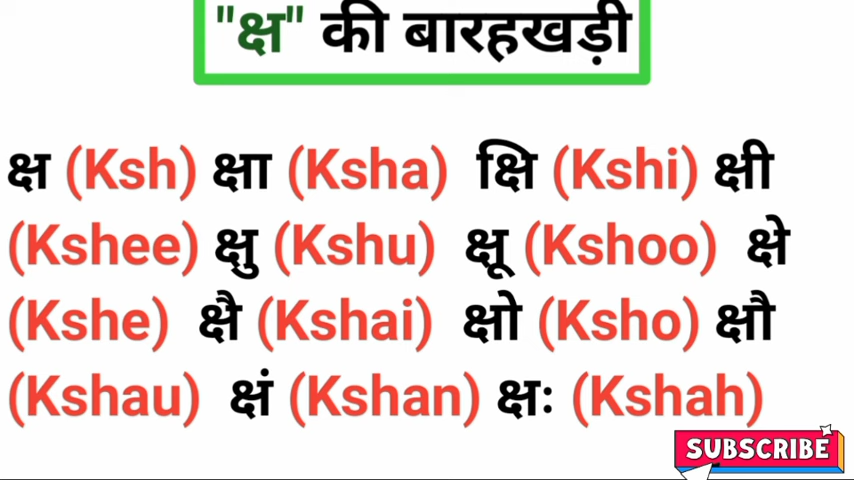 "क्ष" की बारहखड़ी
क्ष (Ksh) क्षा (Ksha) क्षि (Kshi) क्षी
(Kshee) क्षु (Kshu) क्षू (Kshoo) क्षे
(Kshe) क्षै (Kshai) क्षो (Ksho) क्षौ
(Kshau) क्षं (Kshan) क्षः (Kshah)
SUBSCRIBE